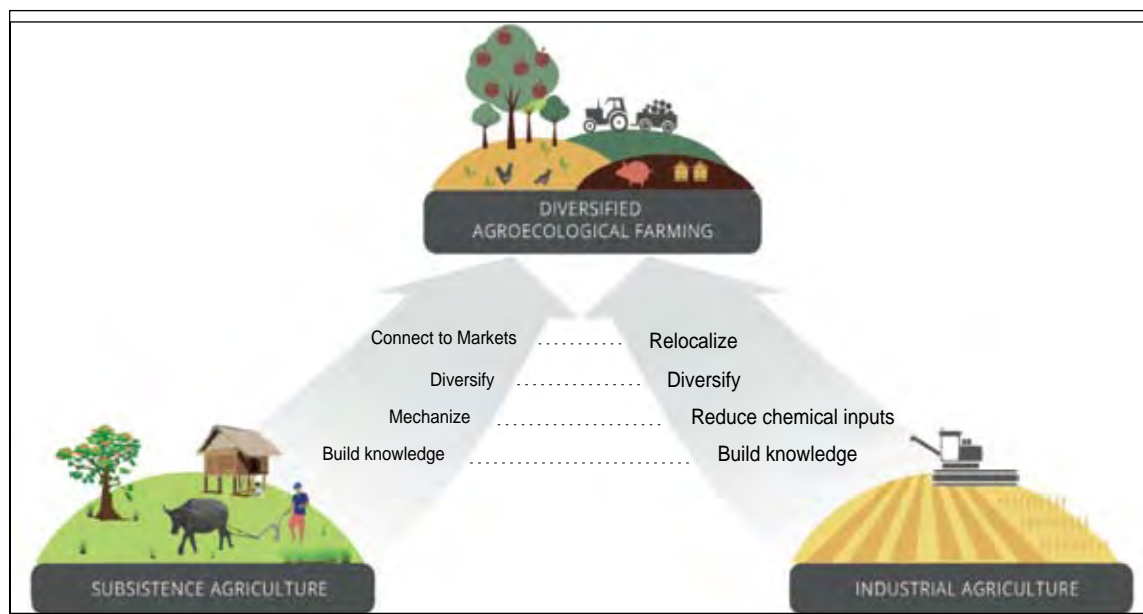 DIVERSIFIED
AGROECOLOGICAL FARMING
Connect to Markets ............ Relocalize
Diversify .................. Diversify
Mechanize ....................... Reduce chemical inputs
Build knowledge ............................... Build knowledge
SUBSISTENCE AGRICULTURE
INDUSTRIAL AGRICULTURE